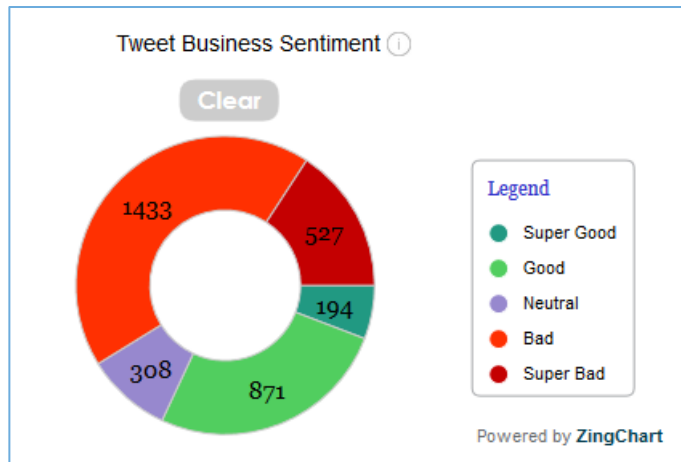 Tweet Business Sentiment i
Clear
1433
527
194
308
871
Legend
Super Good
Good
Neutral
Bad
Super Bad
Powered by ZingChart